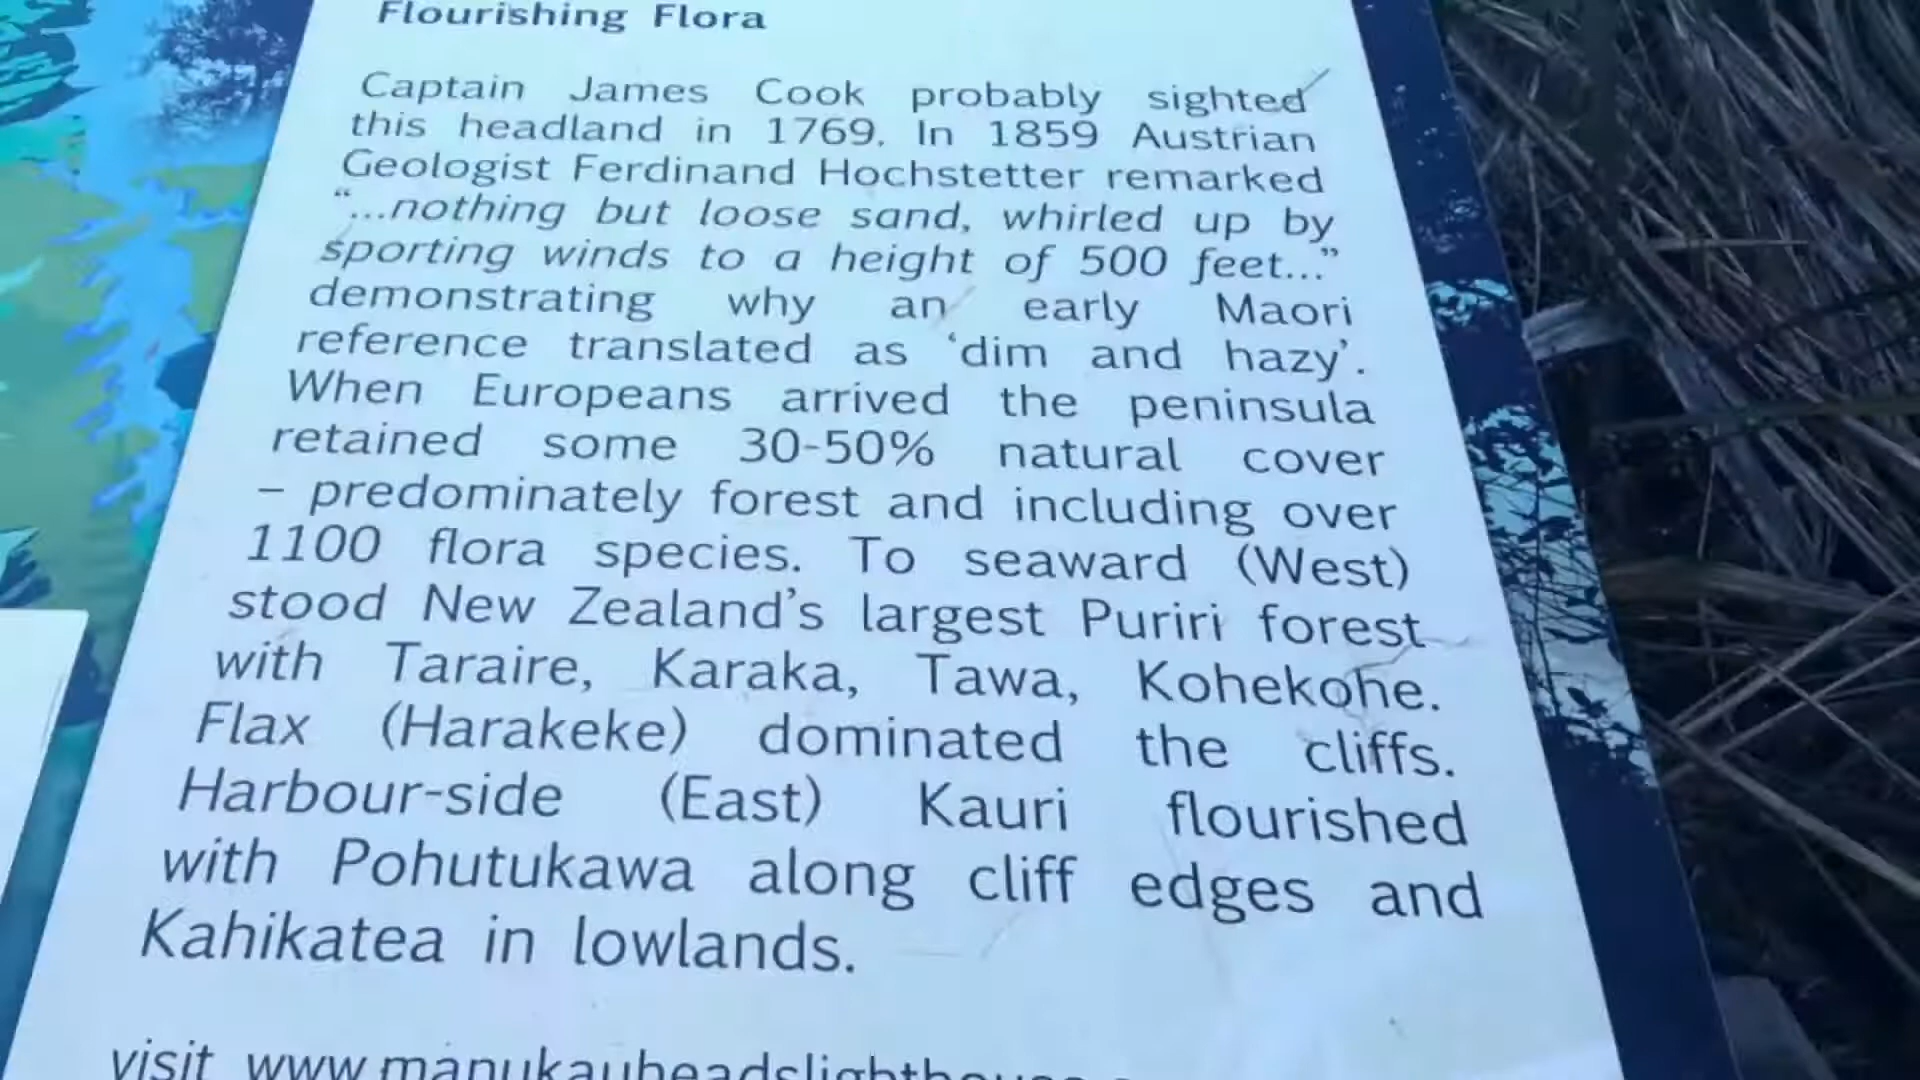 Flourishing Flora
Captain James Cook probably sighted
this headland in 1769. In 1859 Austrian
Geologist Ferdinand Hochstetter remarked
“...nothing but loose sand, whirled up by
sporting winds to a height of 500 feet...”
demonstrating why an early Maori
reference translated as ‘dim and hazy’.
When Europeans arrived the peninsula
retained some 30-50% natural cover
– predominately forest and including over
1100 flora species. To seaward (West)
stood New Zealand’s largest Puriri forest
with Taraire, Karaka, Tawa, Kohekohe.
Flax (Harakeke) dominated the cliffs.
Harbour-side (East) Kauri flourished
with Pohutukawa along cliff edges and
Kahikatea in lowlands.
visit